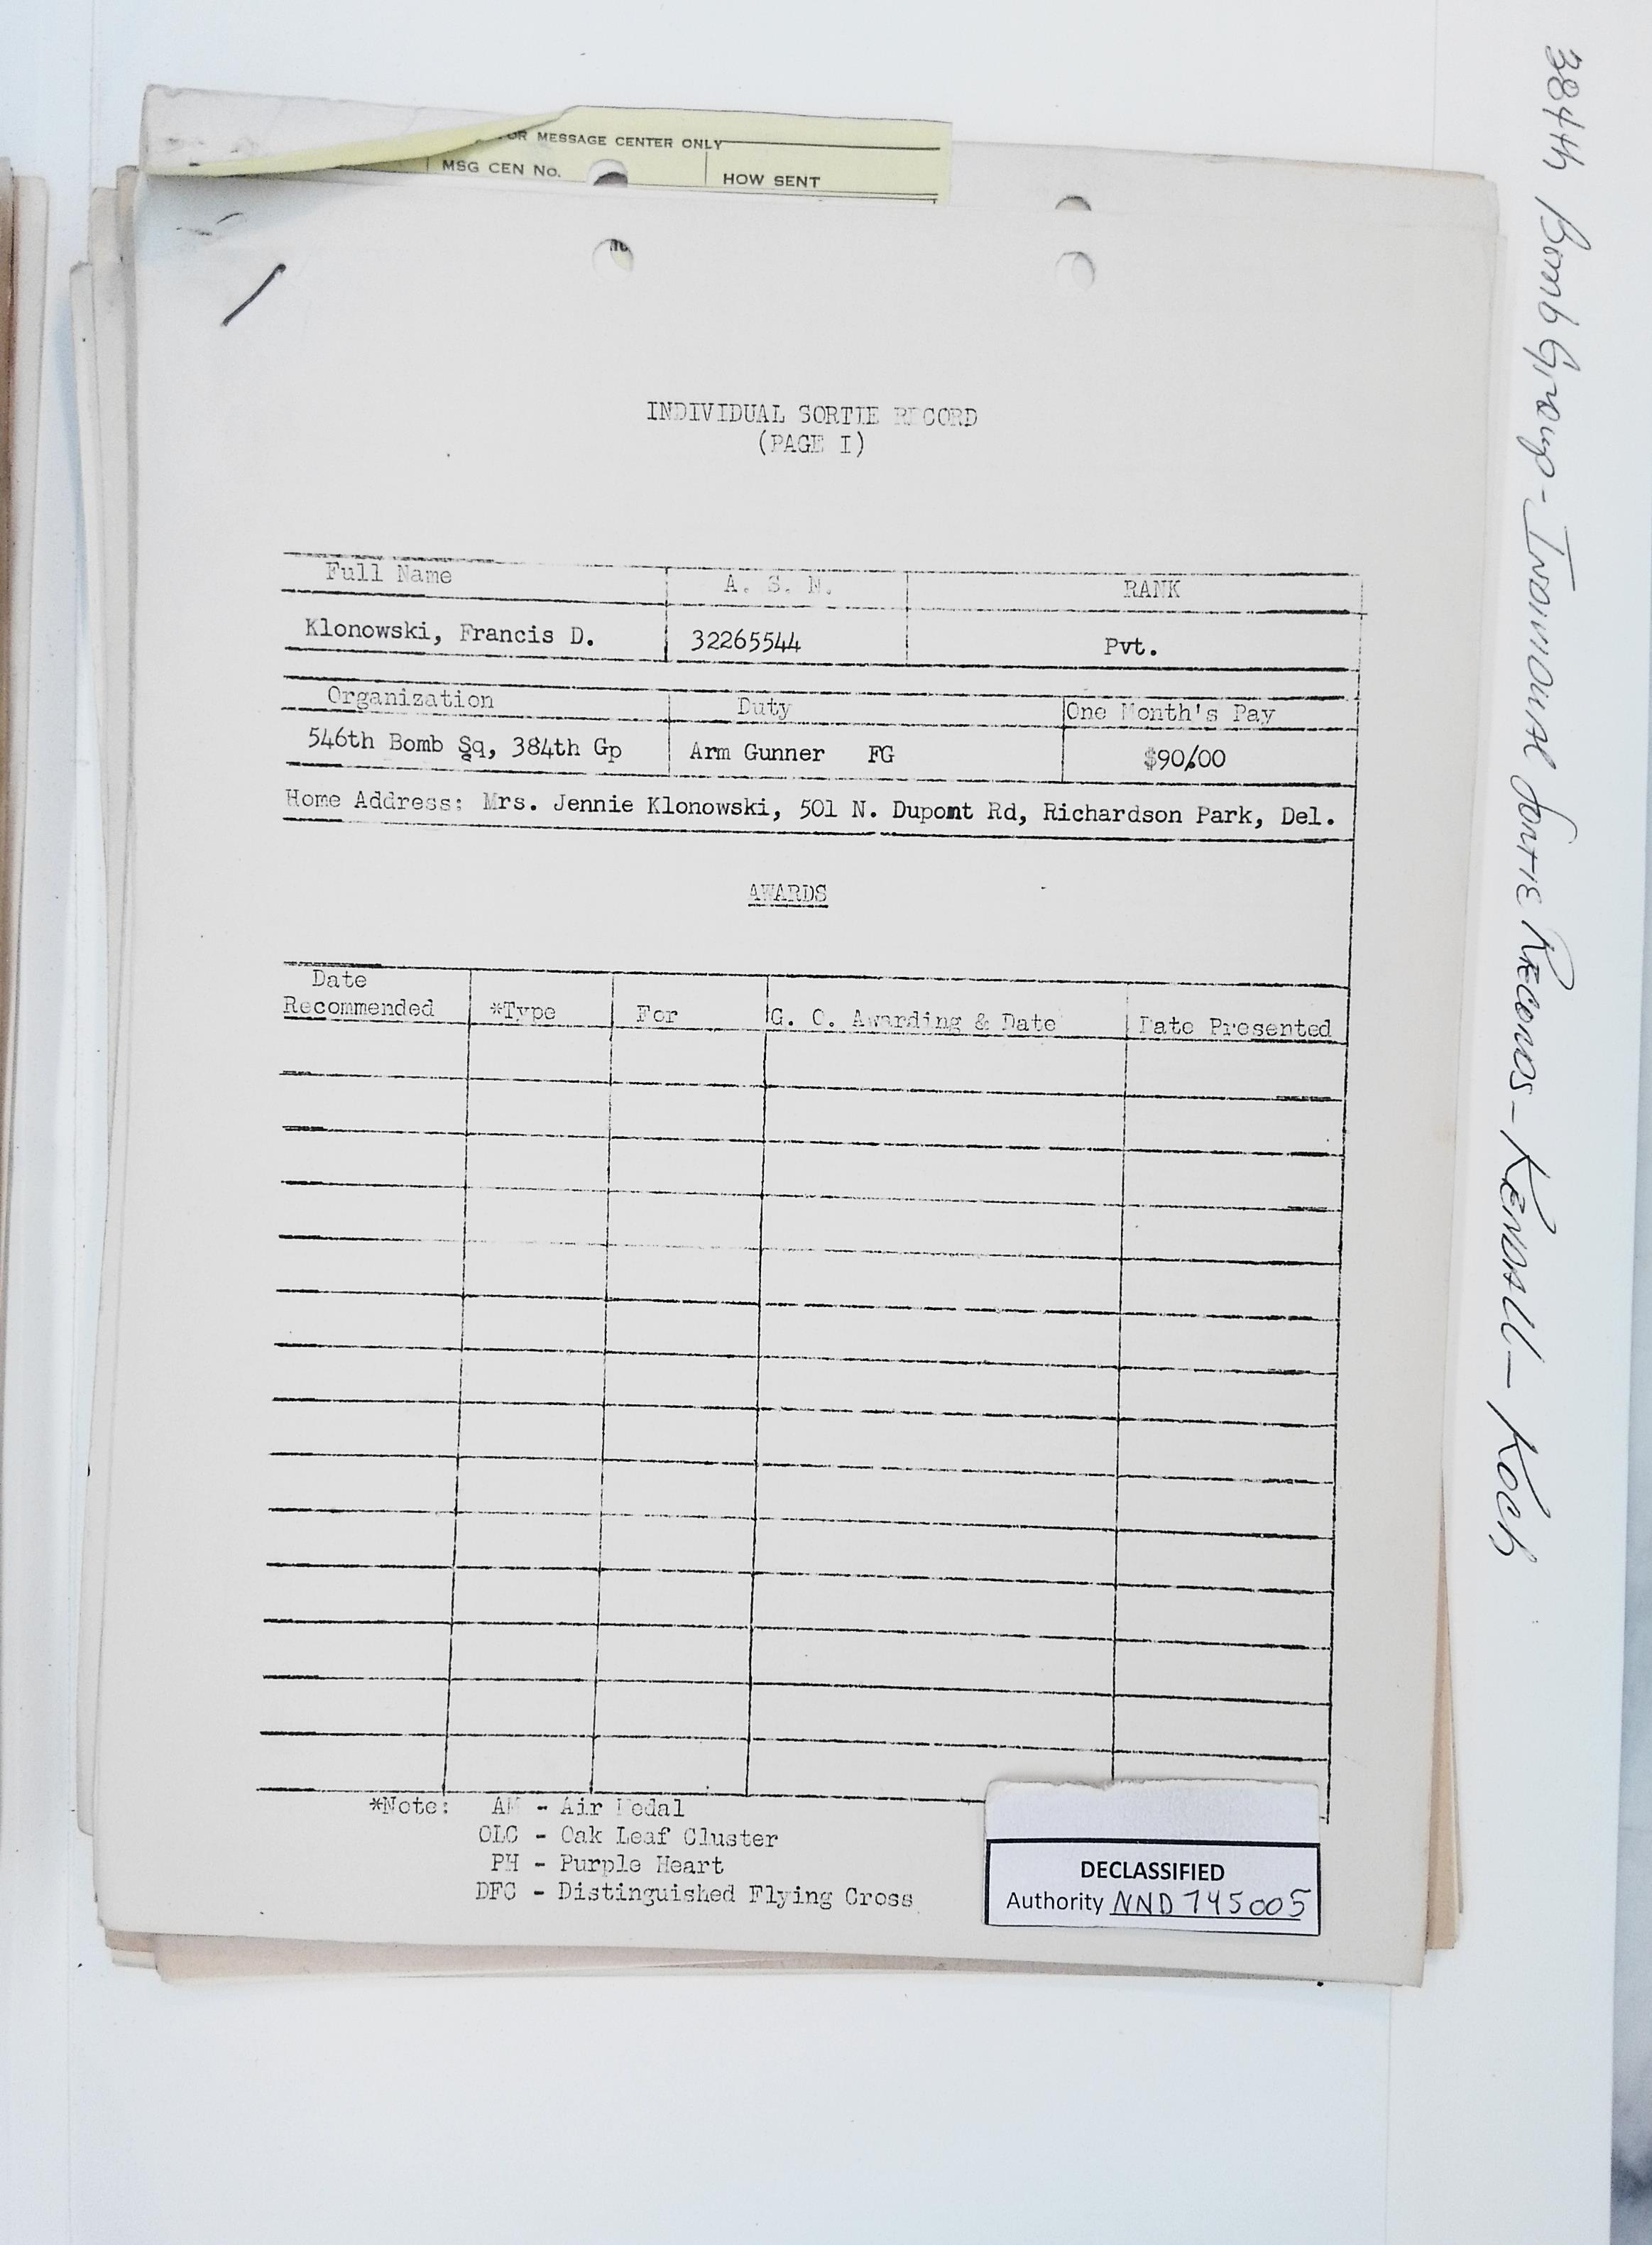 OR MESSAGE CENTER ONLY
MSG CEN No. HOW SENT
INDIVIDUAL SORTIE RECORD
(PAGE I)
Full Name A. S. N. RANK
Klonowski, Francis D. 32265544 Pvt.
Organization Duty One Month's Pay
546th Bomb Sq, 384th Gp Arm Gunner FG $90.00
Home Address: Mrs. Jennie Klonowski, 501 N. Dupont Rd, Richardson Park, Del.
AWARDS
Date
Recommended *Type For G. O. Awarding & Date Date Presented
*Note: AM - Air Medal
OLC - Oak Leaf Cluster
PH - Purple Heart
DFC - Distinguished Flying Cross
DECLASSIFIED
Authority NND 745005
384th Bomb Group - Individual Sortie Records - Kendall - Koch